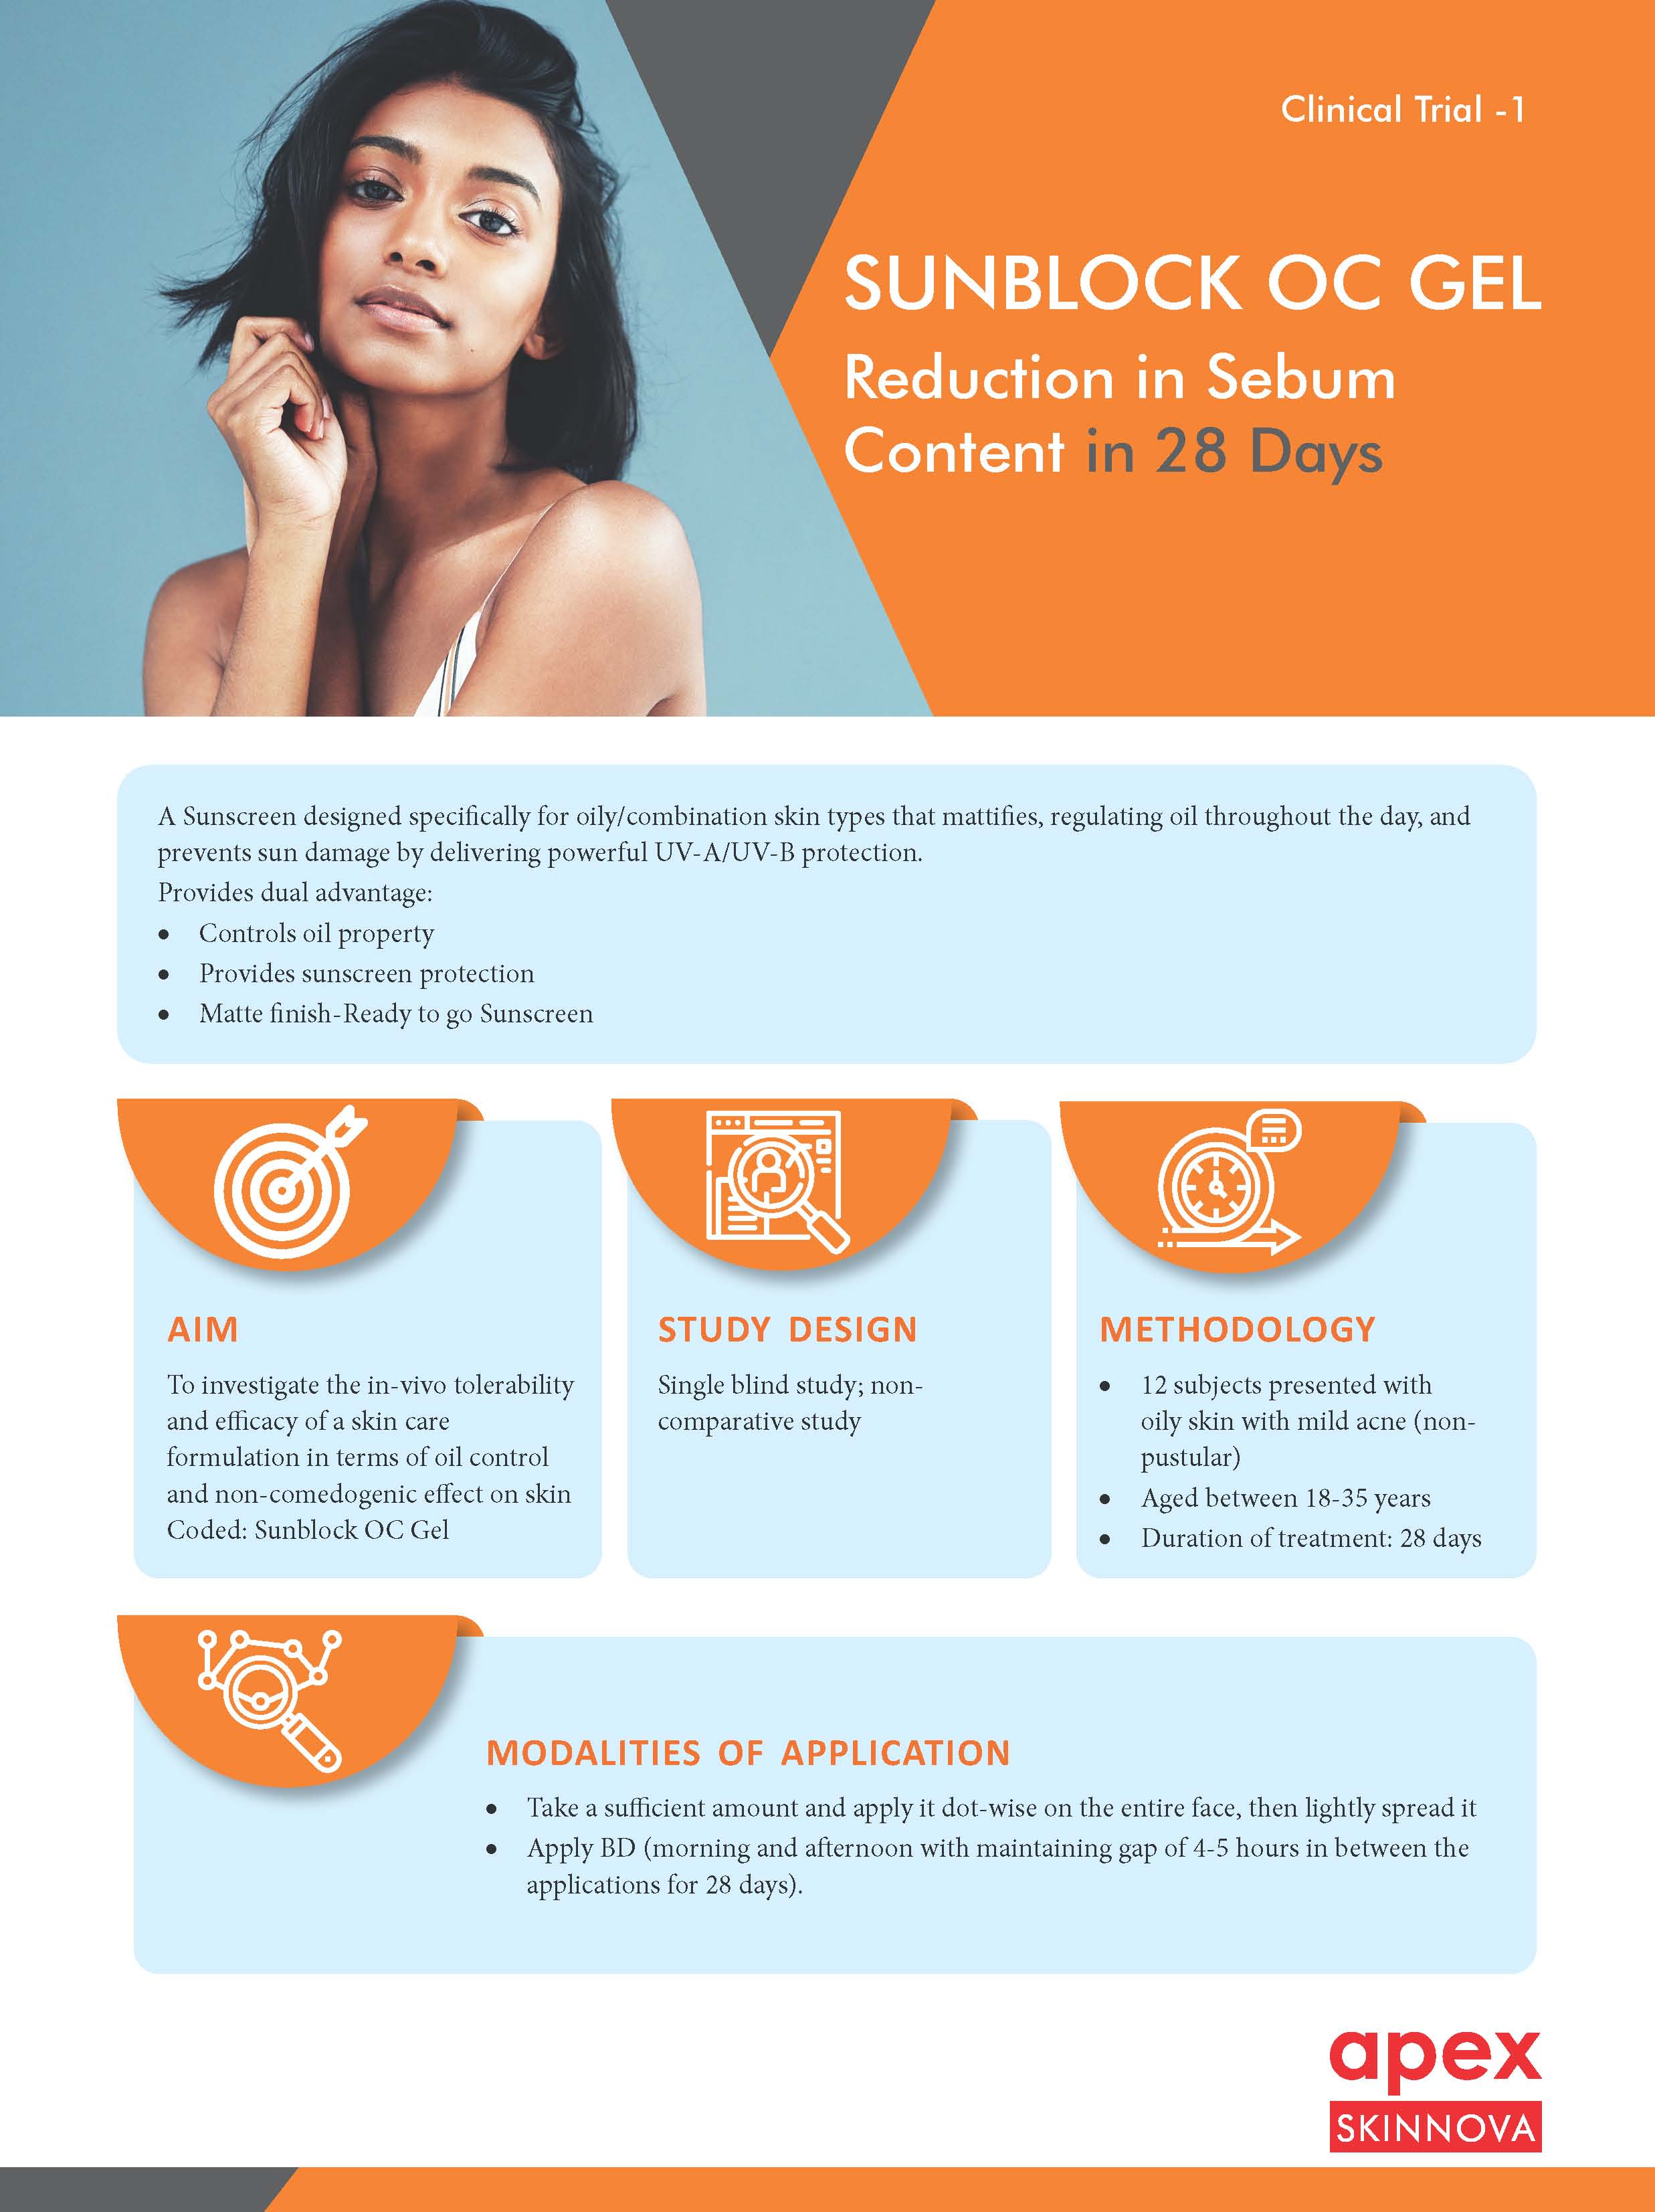 Clinical Trial -1
SUNBLOCK OC GEL
Reduction in Sebum
Content in 28 Days
A Sunscreen designed specifically for oily/combination skin types that mattifies, regulating oil throughout the day, and
prevents sun damage by delivering powerful UV-A/UV-B protection.
Provides dual advantage:
• Controls oil property
• Provides sunscreen protection
• Matte finish-Ready to go Sunscreen
AIM
To investigate the in-vivo tolerability
and efficacy of a skin care
formulation in terms of oil control
and non-comedogenic effect on skin
Coded: Sunblock OC Gel
STUDY DESIGN
Single blind study; non-
comparative study
METHODOLOGY
• 12 subjects presented with
oily skin with mild acne (non-
pustular)
• Aged between 18-35 years
• Duration of treatment: 28 days
MODALITIES OF APPLICATION
• Take a sufficient amount and apply it dot-wise on the entire face, then lightly spread it
• Apply BD (morning and afternoon with maintaining gap of 4-5 hours in between the
applications for 28 days).
apex
SKINNOVA